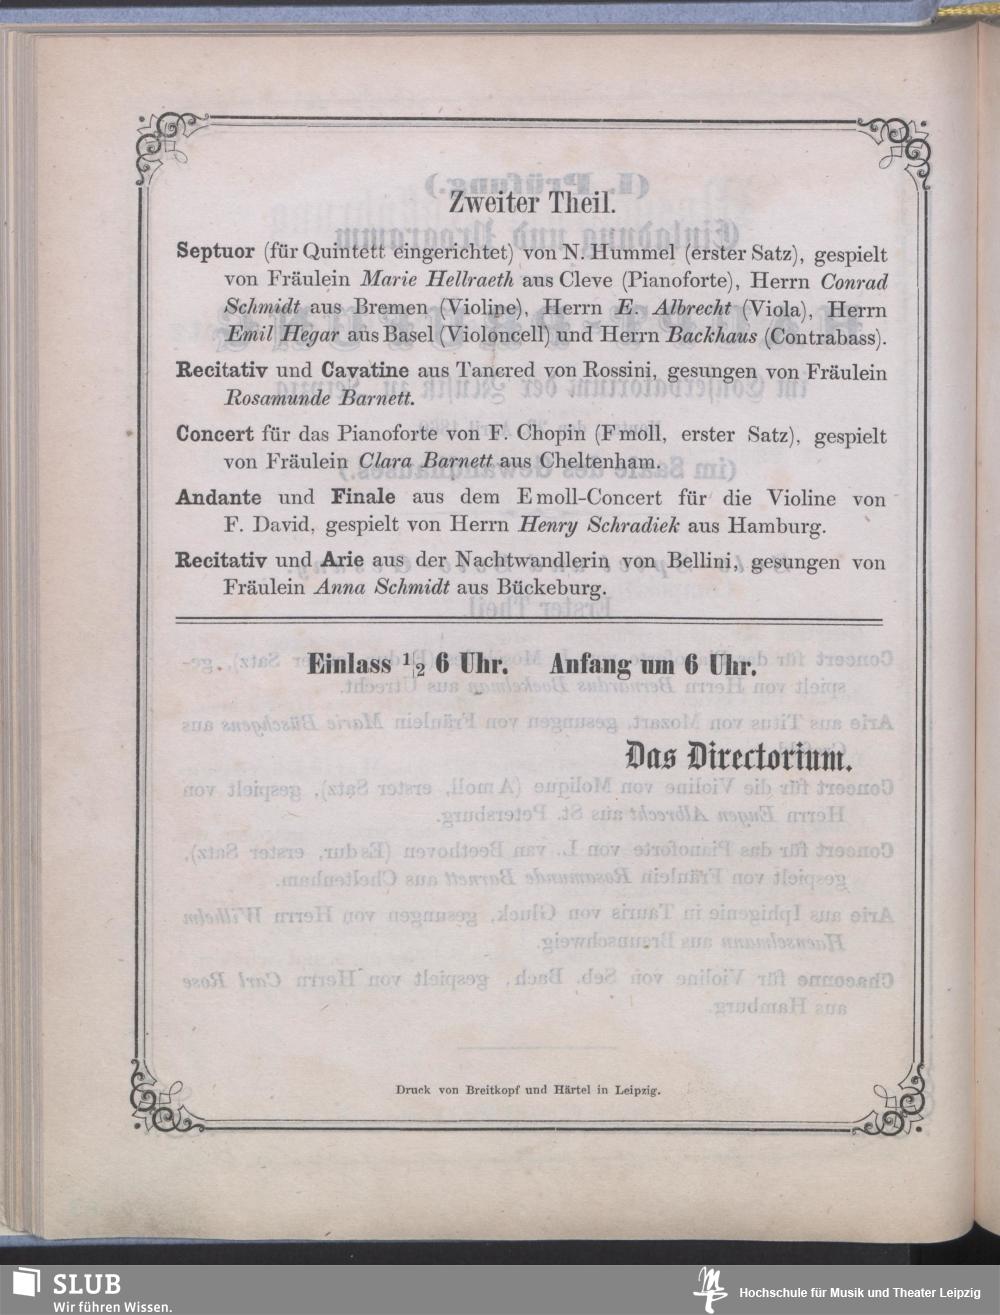 Zweiter Theil.
Septuor (für Quintett eingerichtet) von N. Hummel (erster Satz), gespielt
von Fräulein Marie Hellraeth aus Cleve (Pianoforte), Herrn Conrad
Schmidt aus Bremen (Violine), Herrn E. Albrecht (Viola), Herrn
Emil Hegar aus Basel (Violoncell) und Herrn Backhaus (Contrabass).
Recitativ und Cavatine aus Tancred von Rossini, gesungen von Fräulein
Rosamunde Barnett.
Concert für das Pianoforte von F. Chopin (F moll, erster Satz), gespielt
von Fräulein Clara Barnett aus Cheltenham.
Andante und Finale aus dem E moll-Concert für die Violine von
F. David, gespielt von Herrn Henry Schradiek aus Hamburg.
Recitativ und Arie aus der Nachtwandlerin von Bellini, gesungen von
Fräulein Anna Schmidt aus Bückeburg.
Einlass 1/2 6 Uhr. Anfang um 6 Uhr.
Das Directorium.
Druck von Breitkopf und Härtel in Leipzig.
SLUB
Wir führen Wissen.
Hochschule für Musik und Theater Leipzig